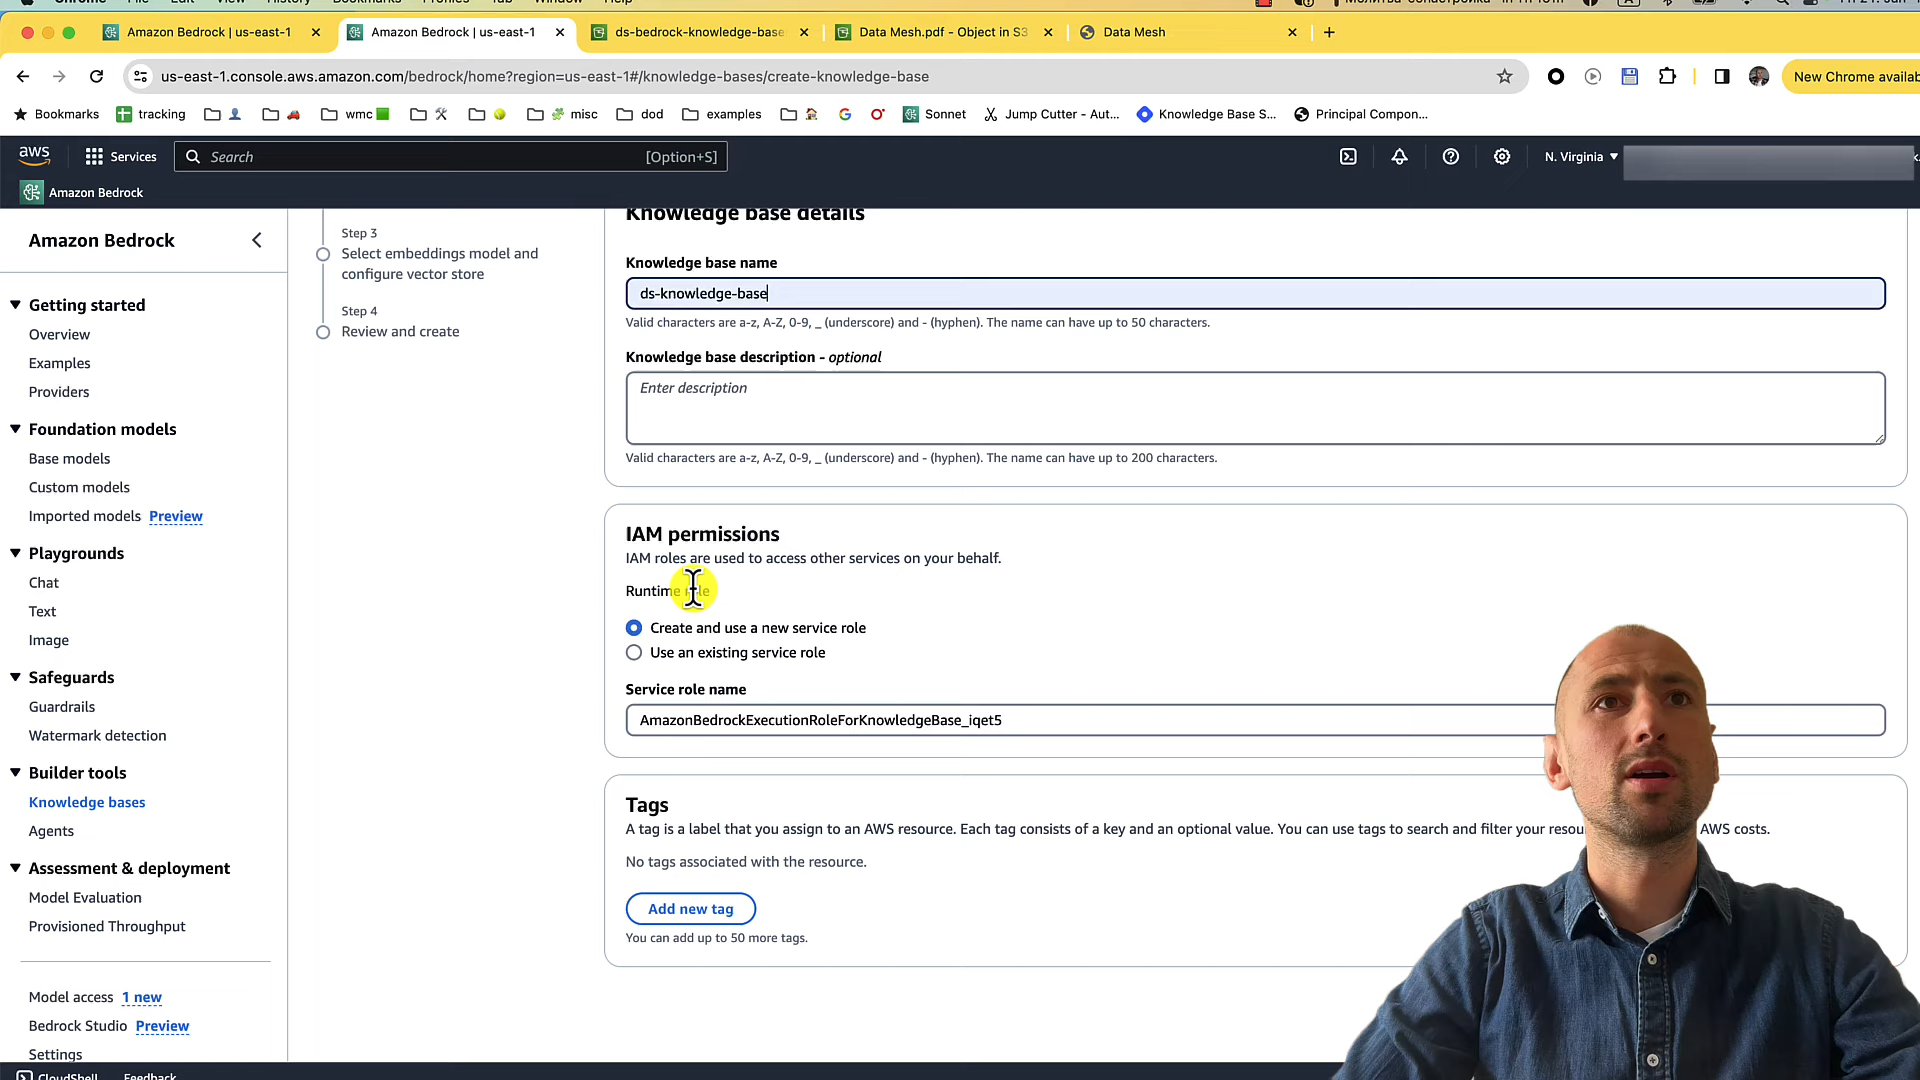 Chrome File Edit View History Bookmarks Profiles Tab Window Help
Amazon Bedrock | us-east-1
Amazon Bedrock | us-east-1
ds-bedrock-knowledge-base
Data Mesh.pdf - Object in S3
Data Mesh
us-east-1.console.aws.amazon.com/bedrock/home?region=us-east-1#/knowledge-bases/create-knowledge-base
New Chrome availab
Bookmarks
tracking
wmc
misc
dod
examples
Sonnet
Jump Cutter - Aut...
Knowledge Base S...
Principal Compon...
aws
Services
Search
[Option+S]
N. Virginia
Amazon Bedrock
Amazon Bedrock
Getting started
Overview
Examples
Providers
Foundation models
Base models
Custom models
Imported models Preview
Playgrounds
Chat
Text
Image
Safeguards
Guardrails
Watermark detection
Builder tools
Knowledge bases
Agents
Assessment & deployment
Model Evaluation
Provisioned Throughput
Model access 1 new
Bedrock Studio Preview
Settings
Step 3
Select embeddings model and
configure vector store
Step 4
Review and create
Knowledge base details
Knowledge base name
ds-knowledge-base
Valid characters are a-z, A-Z, 0-9, _ (underscore) and - (hyphen). The name can have up to 50 characters.
Knowledge base description - optional
Enter description
Valid characters are a-z, A-Z, 0-9, _ (underscore) and - (hyphen). The name can have up to 200 characters.
IAM permissions
IAM roles are used to access other services on your behalf.
Runtime role
Create and use a new service role
Use an existing service role
Service role name
AmazonBedrockExecutionRoleForKnowledgeBase_iqet5
Tags
A tag is a label that you assign to an AWS resource. Each tag consists of a key and an optional value. You can use tags to search and filter your resou AWS costs.
No tags associated with the resource.
Add new tag
You can add up to 50 more tags.
CloudShell Feedback